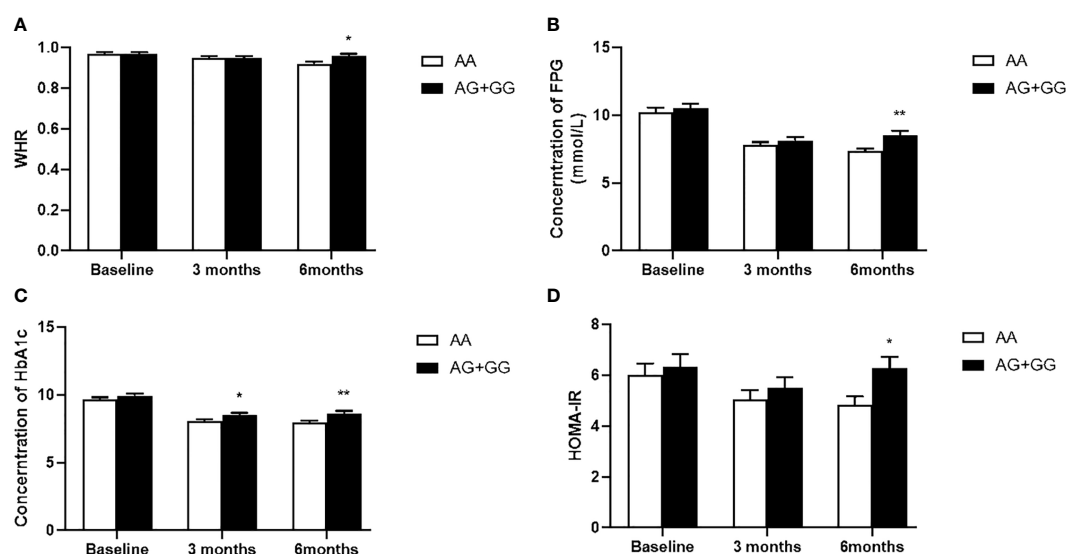 A
WHR
1.0
0.8
0.6
0.4
0.2
0.0
*
Baseline
3 months
6months
AA
AG+GG
B
Concerntration of FPG
(mmol/L)
15
10
5
0
**
Baseline
3 months
6months
AA
AG+GG
C
Concerntration of HbA1c
15
10
5
0
*
**
Baseline
3 months
6months
AA
AG+GG
D
HOMA-IR
8
6
4
2
0
*
Baseline
3 months
6months
AA
AG+GG